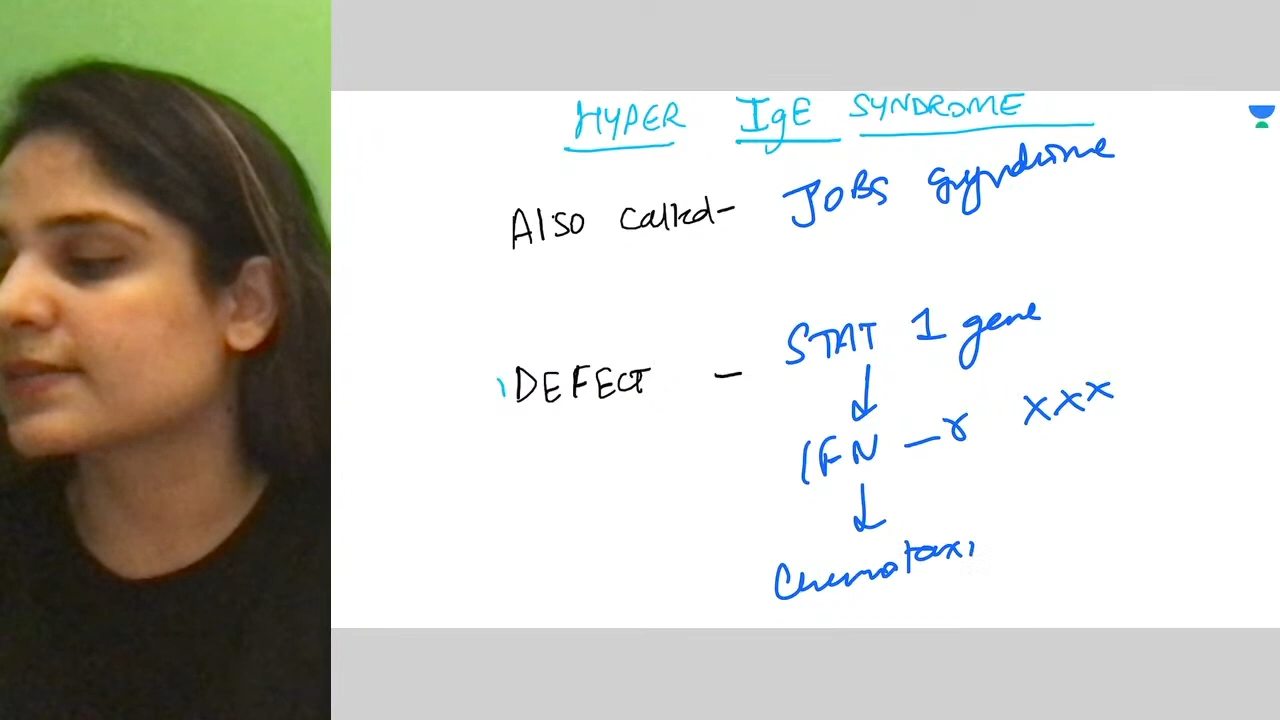 HYPER IgE SYNDROME
Also called- JOBS syndrome
DEFECT - STAT 1 gene
IFN - γ xxx
Chemotaxi